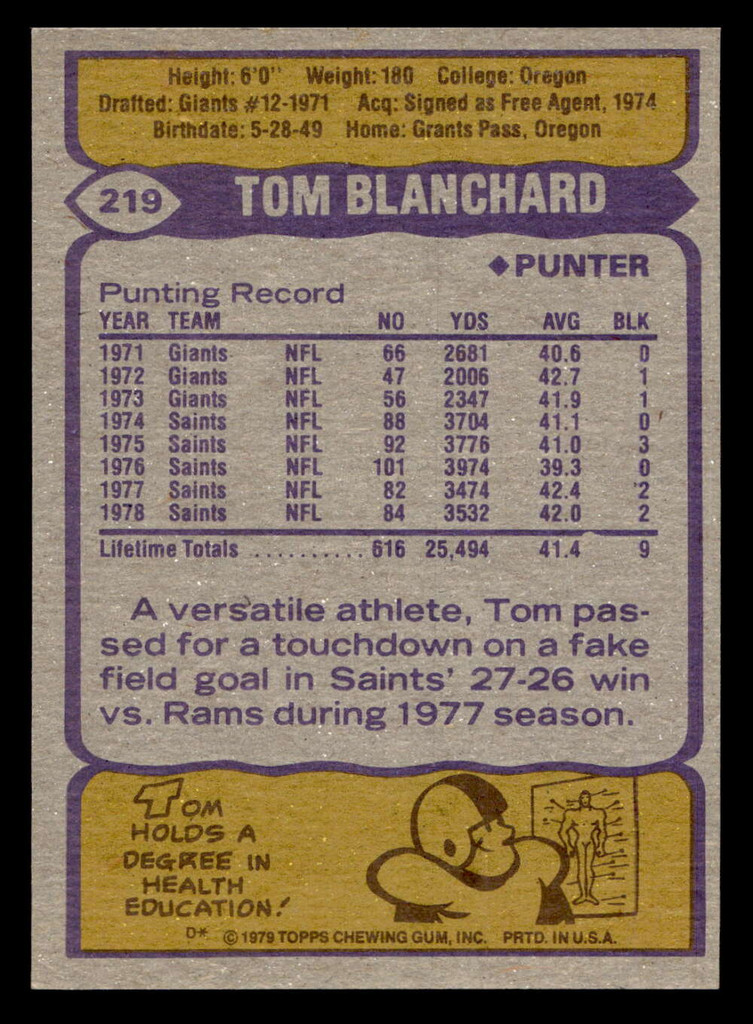 Height: 6'0" Weight: 180 College: Oregon
Drafted: Giants #12-1971 Acq: Signed as Free Agent, 1974
Birthdate: 5-28-49 Home: Grants Pass, Oregon
219 TOM BLANCHARD
◆PUNTER
Punting Record
YEAR TEAM NO YDS AVG BLK
1971 Giants NFL 66 2681 40.6 0
1972 Giants NFL 47 2006 42.7 1
1973 Giants NFL 56 2347 41.9 1
1974 Saints NFL 88 3704 41.1 0
1975 Saints NFL 92 3776 41.0 3
1976 Saints NFL 101 3974 39.3 0
1977 Saints NFL 82 3474 42.4 2
1978 Saints NFL 84 3532 42.0 2
Lifetime Totals .......... 616 25,494 41.4 9
A versatile athlete, Tom pas-
sed for a touchdown on a fake
field goal in Saints' 27-26 win
vs. Rams during 1977 season.
TOM
HOLDS A
DEGREE IN
HEALTH
EDUCATION!
D* © 1979 TOPPS CHEWING GUM, INC. PRTD. IN U.S.A.